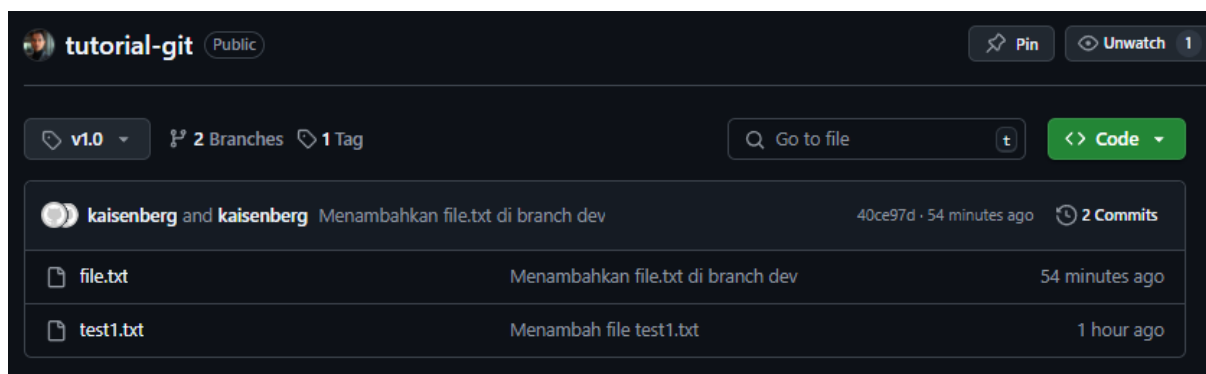 tutorial-git Public Pin Unwatch 1
v1.0 2 Branches 1 Tag Go to file t <> Code
kaisenberg and kaisenberg Menambahkan file.txt di branch dev 40ce97d · 54 minutes ago 2 Commits
file.txt Menambahkan file.txt di branch dev 54 minutes ago
test1.txt Menambah file test1.txt 1 hour ago